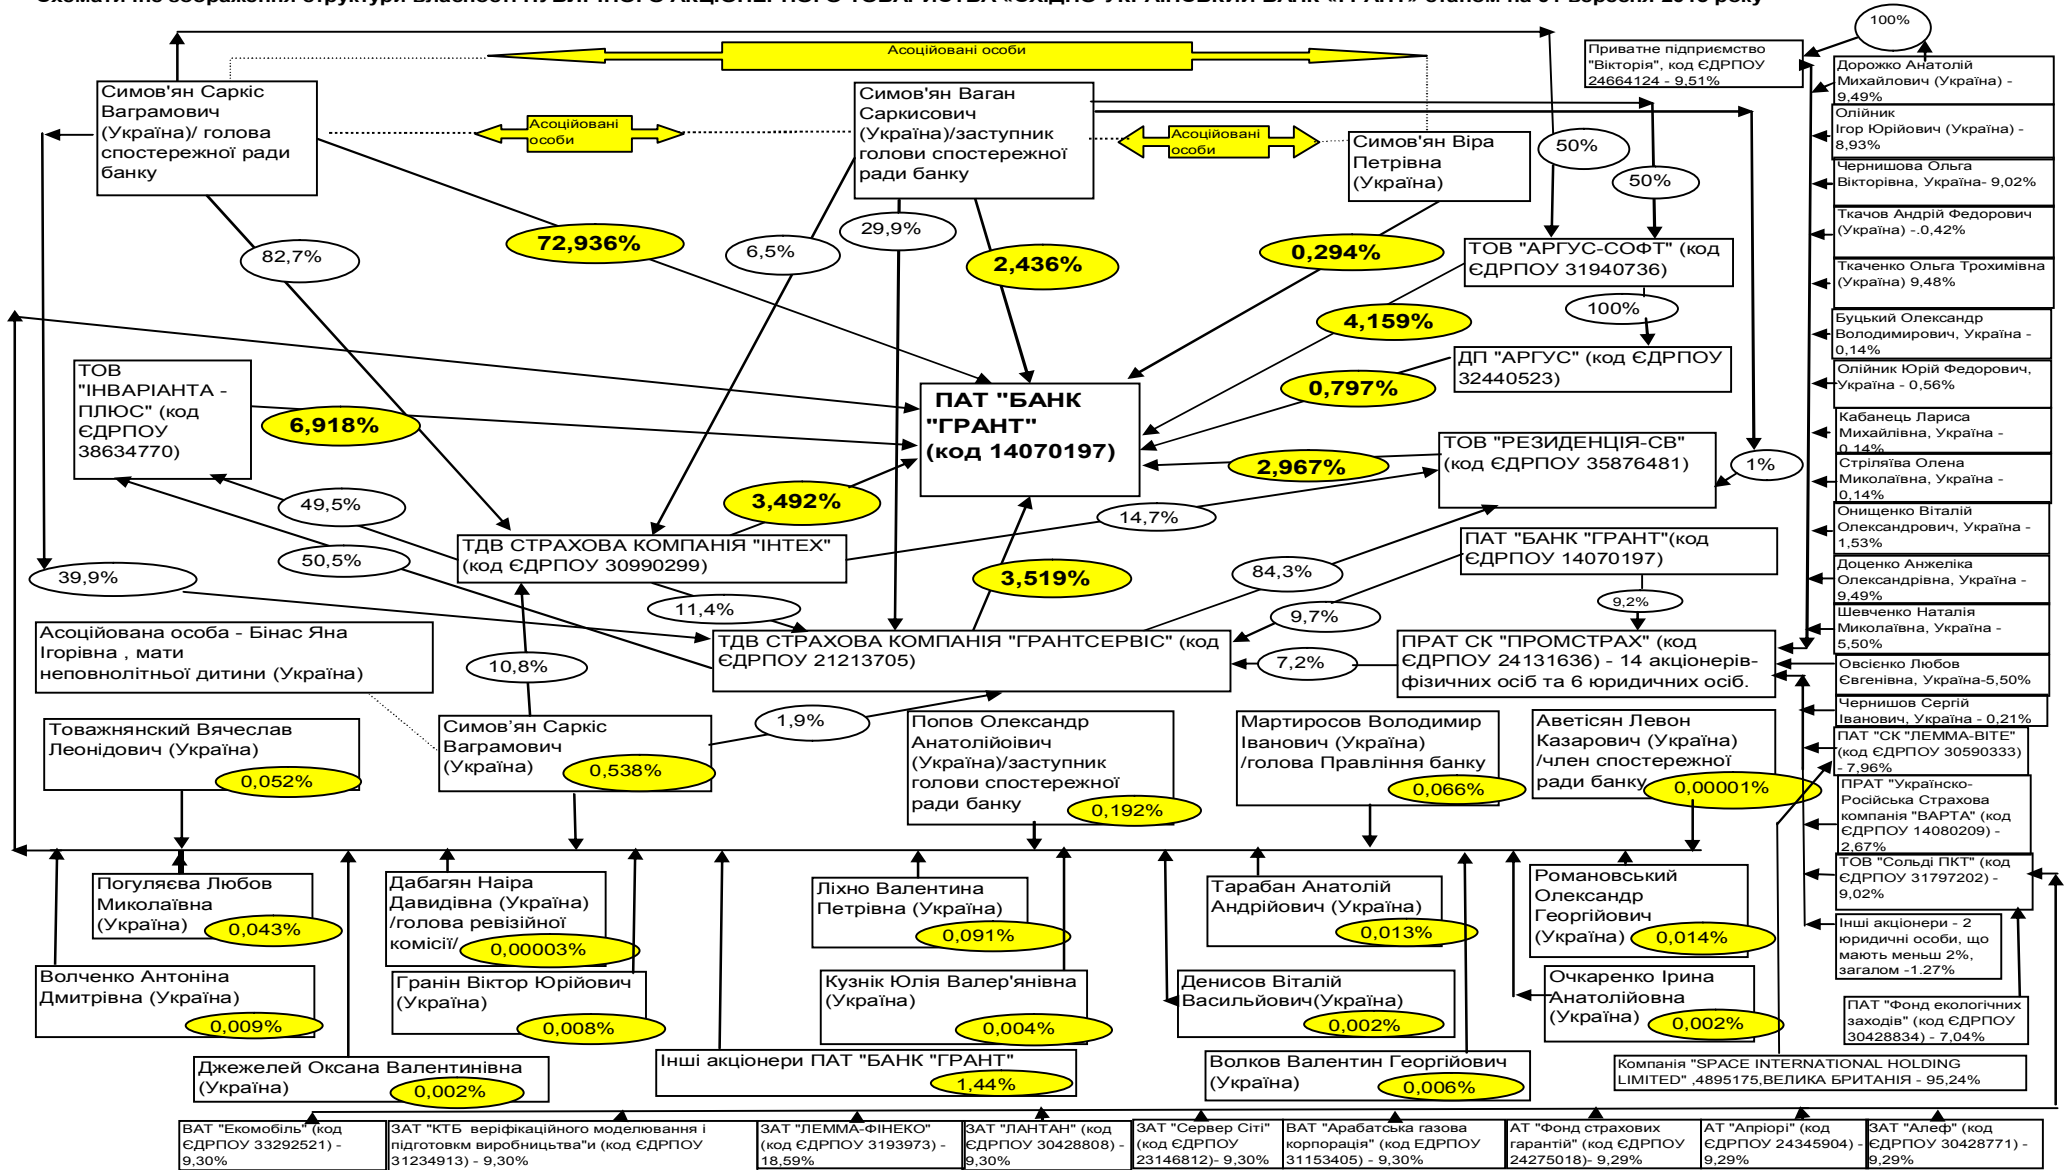 Асоційовані особи
100%
Приватне підприємство
"Вікторія", код ЄДРПОУ
24664124 - 9,51%
Симов'ян Саркіс
Ваграмович
(Україна)/ голова
спостережної ради
банку
Асоційовані
особи
Симов'ян Ваган
Саркисович
(Україна)/заступник
голови спостережної
ради банку
Асоційовані
особи
Симов'ян Віра
Петрівна
(Україна)
50%
50%
Дорожко Анатолій
Михайлович (Україна) -
9,49%
Олійник
Ігор Юрійович (Україна) -
8,93%
Чернишова Ольга
Вікторівна, Україна- 9,02%
Ткачов Андрій Федорович
(Україна) -.0,42%
Ткаченко Ольга Трохимівна
(Україна) 9,48%
Буцький Олександр
Володимирович, Україна -
0,14%
Олійник Юрій Федорович,
Україна - 0,56%
Кабанець Лариса
Михайлівна, Україна -
0,14%
Стріляїва Олена
Миколаївна, Україна -
0,14%
Онищенко Віталій
Олександрович, Україна -
1,53%
Доценко Анжеліка
Олександрівна, Україна -
9,49%
Шевченко Наталія
Миколаївна, Україна -
5,50%
Овсієнко Любов
Євгенівна, Україна-5,50%
Чернишов Сергій
Іванович, Україна - 0,21%
ПАТ "СК "ЛЕММА-ВІТЕ"
(код ЄДРПОУ 30590333)
- 7,96%
ПРАТ "Українсько-
Російська Страхова
компанія "ВАРТА" (код
ЄДРПОУ 14080209) -
2,67%
ТОВ "Сольді ПКТ" (код
ЄДРПОУ 31797202) -
9,02%
Інші акціонери - 2
юридичні особи, що
мають меньш 2%,
загалом -1.27%
82,7%
72,936%
6,5%
29,9%
2,436%
0,294%
ТОВ "АРГУС-СОФТ" (код
ЄДРПОУ 31940736)
100%
4,159%
ДП "АРГУС" (код ЄДРПОУ
32440523)
0,797%
ТОВ
"ІНВАРІАНТА -
ПЛЮС" (код
ЄДРПОУ
38634770)
6,918%
ПАТ "БАНК
"ГРАНТ"
(код 14070197)
ТОВ "РЕЗИДЕНЦІЯ-СВ"
(код ЄДРПОУ 35876481)
1%
2,967%
49,5%
3,492%
14,7%
50,5%
ТДВ СТРАХОВА КОМПАНІЯ "ІНТЕХ"
(код ЄДРПОУ 30990299)
ПАТ "БАНК "ГРАНТ"(код
ЄДРПОУ 14070197)
39,9%
3,519%
84,3%
9,2%
11,4%
9,7%
Асоційована особа - Бінас Яна
Ігорівна , мати
неповнолітньої дитини (Україна)
10,8%
ТДВ СТРАХОВА КОМПАНІЯ "ГРАНТСЕРВІС" (код
ЄДРПОУ 21213705)
7,2%
ПРАТ СК "ПРОМСТРАХ" (код
ЄДРПОУ 24131636) - 14 акціонерів-
фізичних осіб та 6 юридичних осіб.
1,9%
Товажнянский Вячеслав
Леонідович (Україна)
0,052%
Симов’ян Саркіс
Ваграмович
(Україна)
0,538%
Попов Олександр
Анатолійоівич
(Україна)/заступник
голови спостережної
ради банку
0,192%
Мартиросов Володимир
Іванович (Україна)
/голова Правління банку
0,066%
Аветісян Левон
Казарович (Україна)
/член спостережної
ради банку
0,00001%
Погуляєва Любов
Миколаївна
(Україна)
0,043%
Дабагян Наіра
Давидівна (Україна)
/голова ревізійної
комісії/
0,00003%
Ліхно Валентина
Петрівна (Україна)
0,091%
Тарабан Анатолій
Андрійович (Україна)
0,013%
Романовський
Олександр
Георгійович
(Україна)
0,014%
Волченко Антоніна
Дмитрівна (Україна)
0,009%
Гранін Віктор Юрійович
(Україна)
0,008%
Кузнік Юлія Валер'янівна
(Україна)
0,004%
Денисов Віталій
Васильйович(Україна)
0,002%
Очкаренко Ірина
Анатолійовна
(Україна)
0,002%
ПАТ "Фонд екологічних
заходів" (код ЄДРПОУ
30428834) - 7,04%
Джежелей Оксана Валентинівна
(Україна)
0,002%
Інші акціонери ПАТ "БАНК "ГРАНТ"
1,44%
Волков Валентин Георгійович
(Україна)
0,006%
Компанія "SPACE INTERNATIONAL HOLDING
LIMITED" ,4895175,ВЕЛИКА БРИТАНІЯ - 95,24%
ВАТ "Екомобіль" (код
ЄДРПОУ 33292521) -
9,30%
ЗАТ "КТБ веріфікаційного моделювання і
підготовкм виробництва"и (код ЄДРПОУ
31234913) - 9,30%
ЗАТ "ЛЕММА-ФІНЕКО"
(код ЄДРПОУ 3193973) -
18,59%
ЗАТ "ЛАНТАН" (код
ЄДРПОУ 30428808) -
9,30%
ЗАТ "Сервер Сіті"
(код ЄДРПОУ
23146812)- 9,30%
ВАТ "Арабатська газова
корпорація" (код ЕДРПОУ
31153405) - 9,30%
АТ "Фонд страхових
гарантій" (код ЄДРПОУ
24275018)- 9,29%
АТ "Апріорі" (код
ЄДРПОУ 24345904) -
9,29%
ЗАТ "Алеф" (код
ЄДРПОУ 30428771) -
9,29%